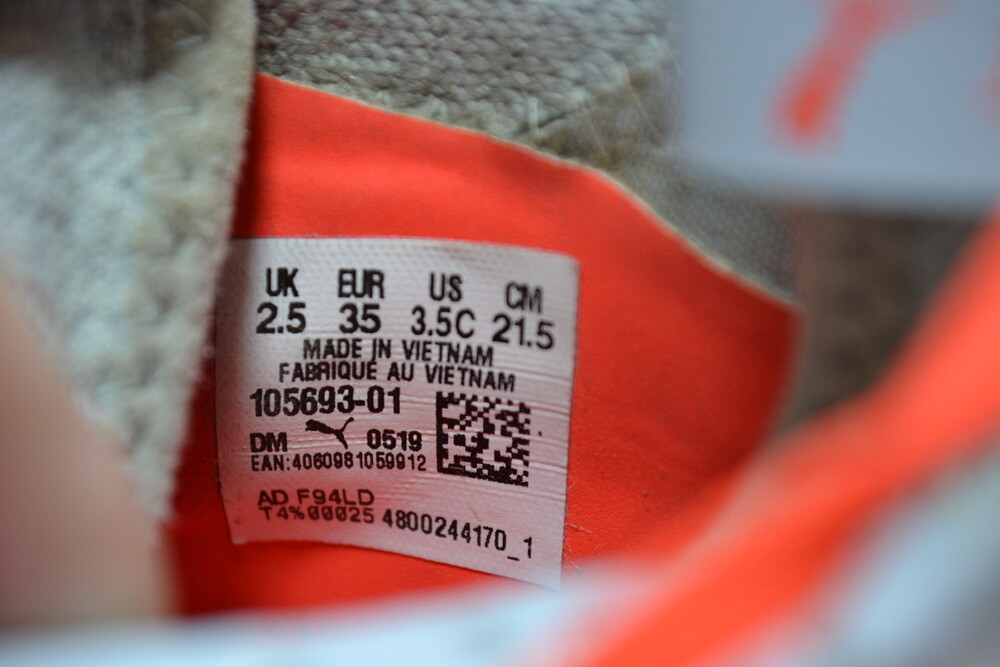 UK EUR US CM
2.5 35 3.5C 21.5
MADE IN VIETNAM
FABRIQUÉ AU VIETNAM
105693-01
DM 0519
EAN:4060981059912
AD F94LD
T4%00025 4800244170_1